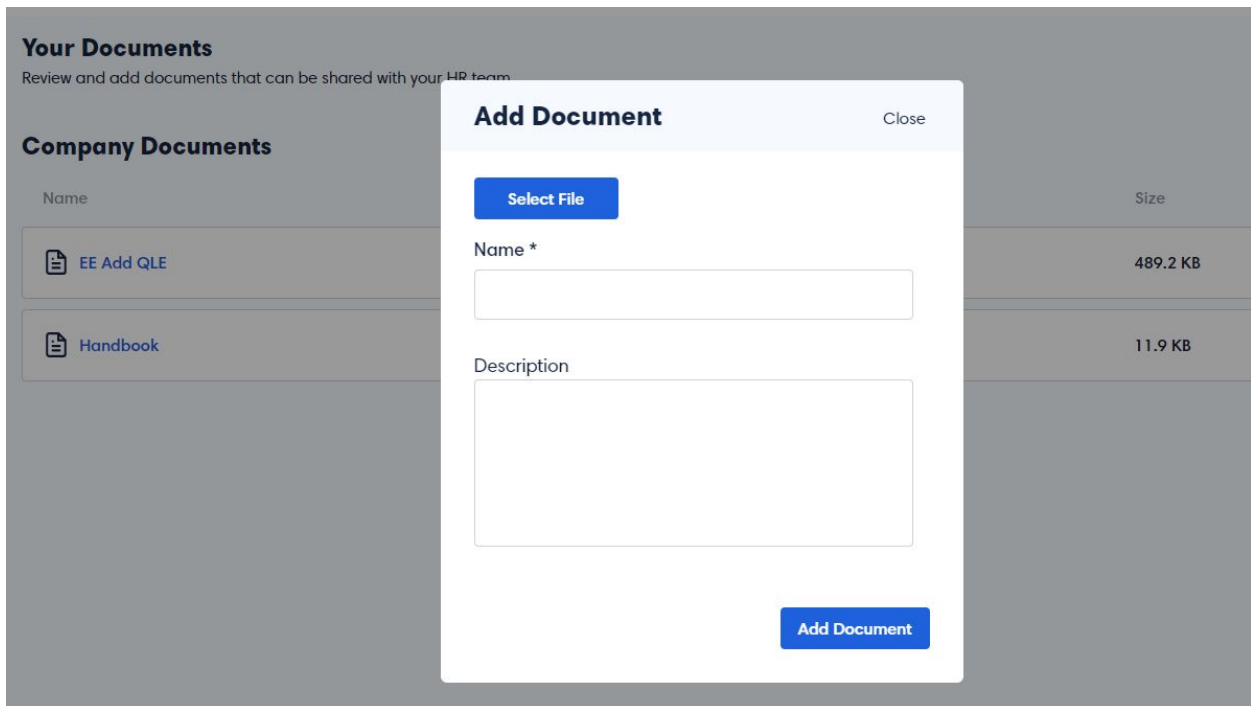 Your Documents
Review and add documents that can be shared with your HR team
Company Documents
Name
Size
EE Add QLE
489.2 KB
Handbook
11.9 KB
Add Document
Close
Select File
Name *
Description
Add Document